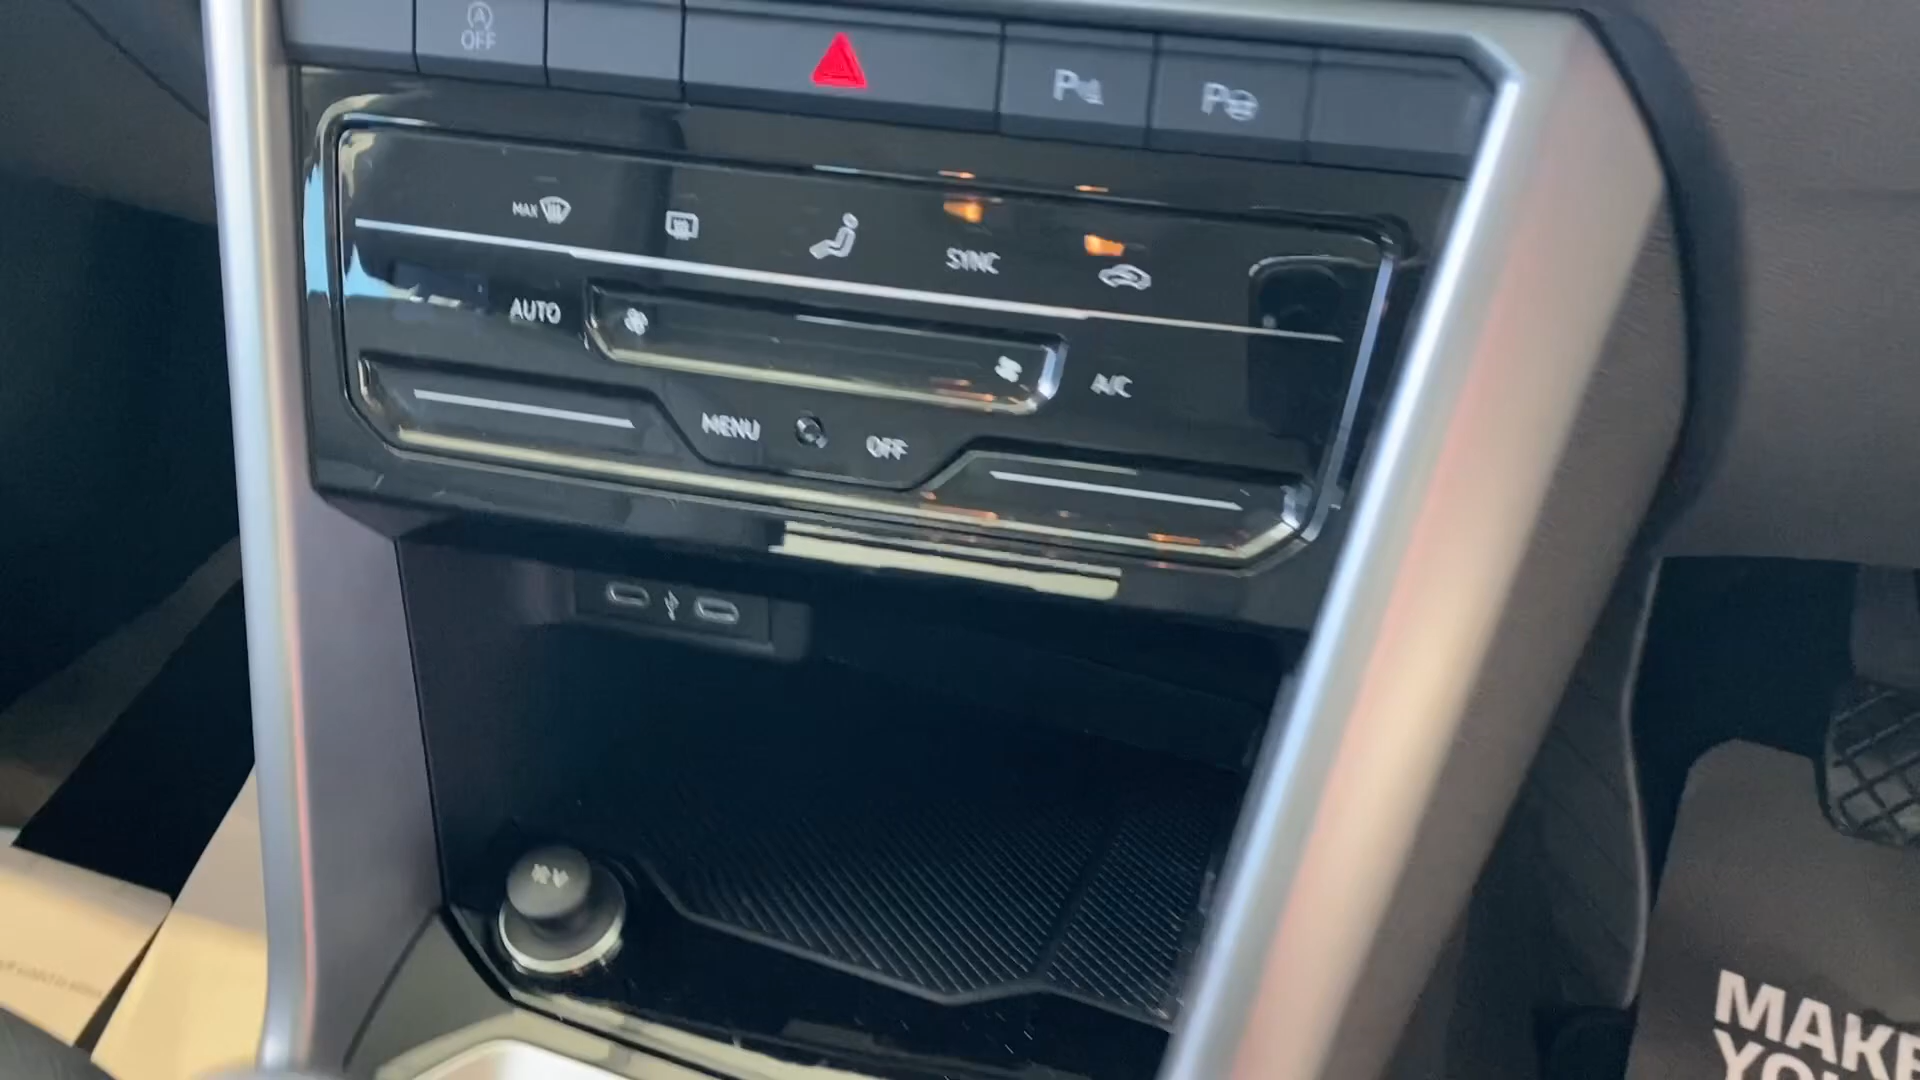 A
OFF
P
P
MAX
SYNC
AUTO
A/C
MENU
OFF
MAKE